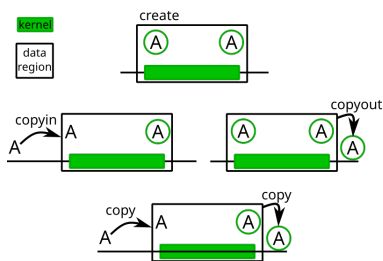 create
kernel
A A
data
region
copyin
copyout
A A A
A A A
copy
copy
A A A A